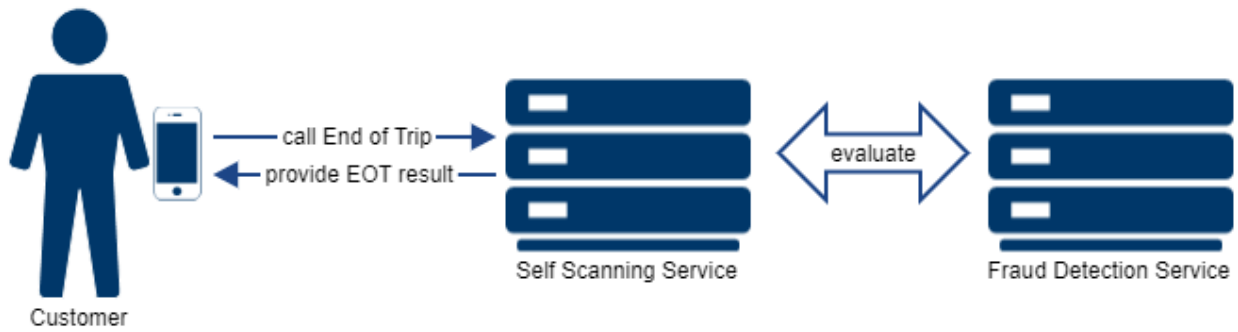 call End of Trip
provide EOT result
evaluate
Self Scanning Service
Fraud Detection Service
Customer